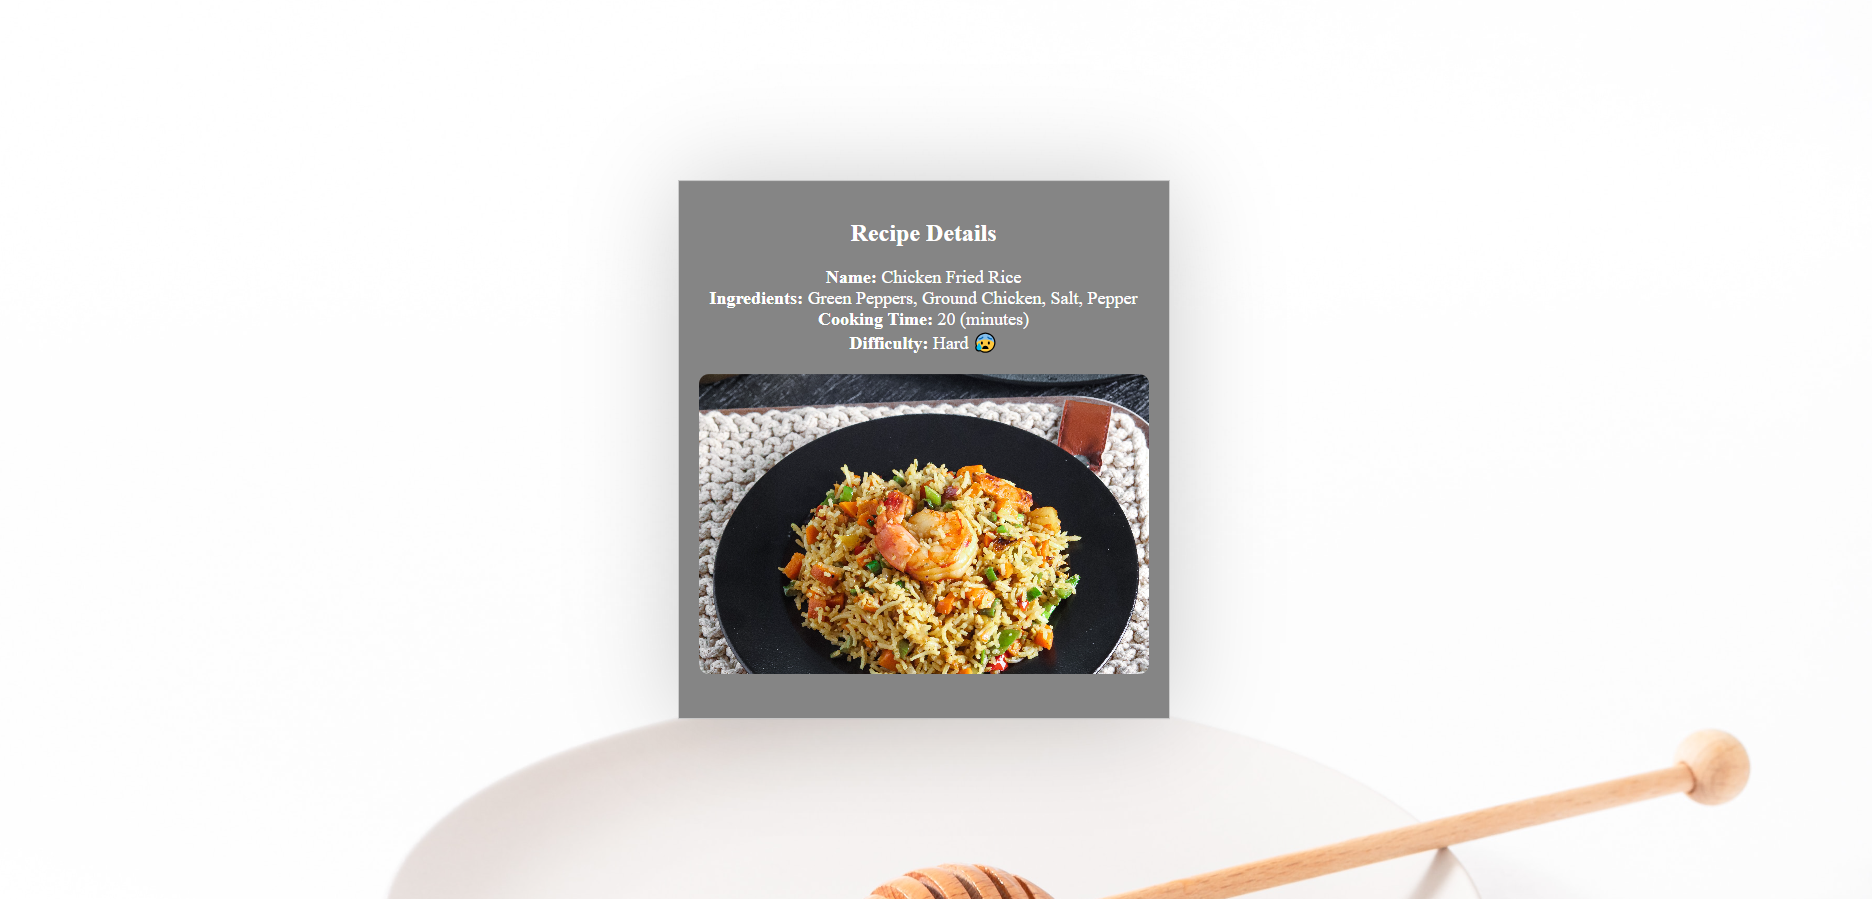 Recipe Details
Name: Chicken Fried Rice
Ingredients: Green Peppers, Ground Chicken, Salt, Pepper
Cooking Time: 20 (minutes)
Difficulty: Hard 😰